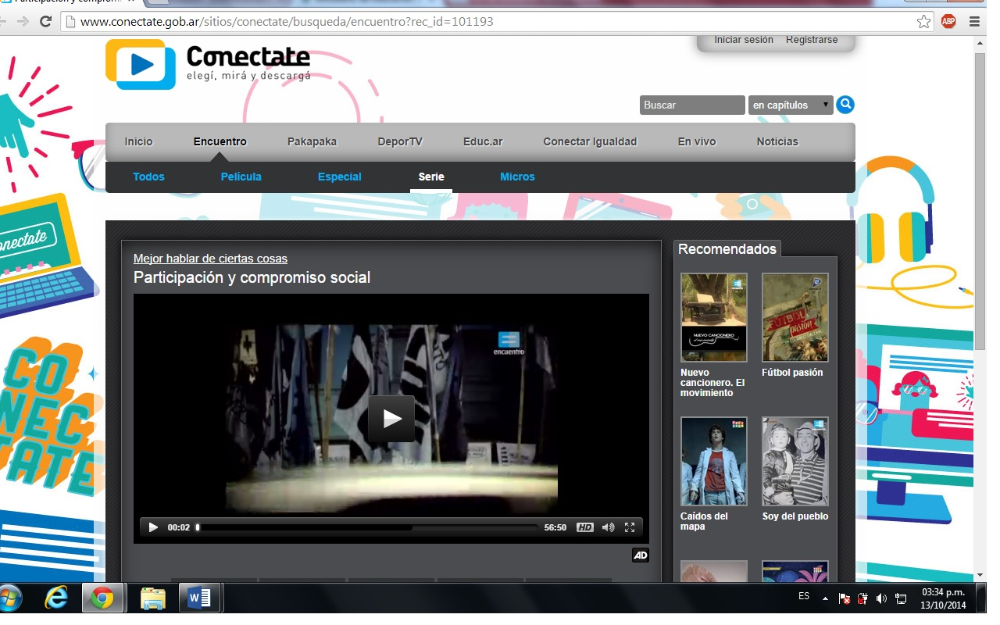 Participación y compromi
www.conectate.gob.ar/sitios/conectate/busqueda/encuentro?rec_id=101193
ABP
Conectate
elegí, mirá y descargá
Iniciar sesión Registrarse
Buscar en capítulos
Inicio Encuentro Pakapaka DeporTV Educ.ar Conectar Igualdad En vivo Noticias
Todos Película Especial Serie Micros
Conectate
CO
NEC
TATE
Mejor hablar de ciertas cosas
Participación y compromiso social
encuentro
00:02 56:50 HD
AD
Recomendados
NUEVO CANCIONERO
FÚTBOL
PASIÓN
Nuevo
cancionero. El
movimiento
Fútbol pasión
Caídos del
mapa
Soy del pueblo
ES
03:34 p.m.
13/10/2014